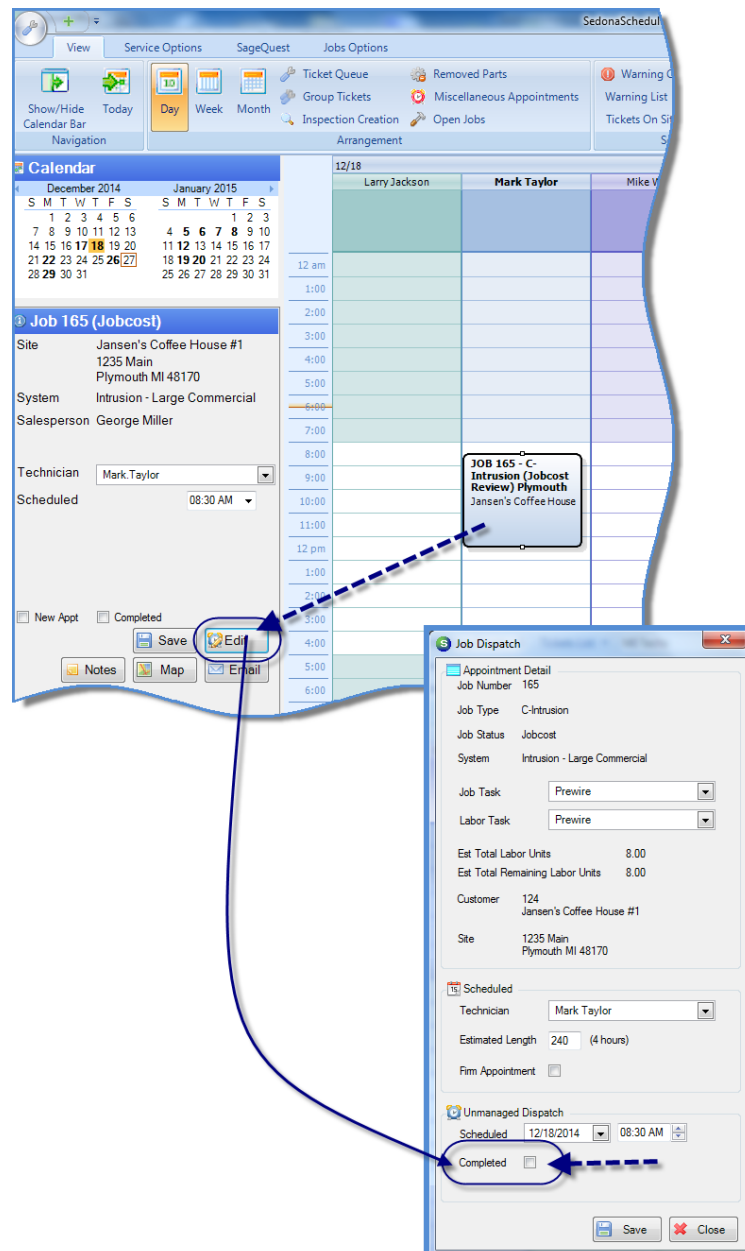 SedonaSchedul
View Service Options SageQuest Jobs Options
Show/Hide
Calendar Bar
Today
Navigation
Day Week Month
Ticket Queue
Group Tickets
Inspection Creation
Removed Parts
Miscellaneous Appointments
Open Jobs
Arrangement
Warning
Warning List
Tickets On Sit
Calendar
December 2014 January 2015
S M T W T F S S M T W T F S
1 2 3 4 5 6 1 2 3
7 8 9 10 11 12 13 4 5 6 7 8 9 10
14 15 16 17 18 19 20 11 12 13 14 15 16 17
21 22 23 24 25 26 27 18 19 20 21 22 23 24
28 29 30 31 25 26 27 28 29 30 31
12/18
Larry Jackson Mark Taylor Mike W
12 am
1:00
2:00
3:00
4:00
5:00
6:00
7:00
8:00
9:00
10:00
11:00
12 pm
1:00
2:00
3:00
4:00
5:00
6:00
JOB 165 - C-
Intrusion (Jobcost
Review) Plymouth
Jansen's Coffee House
Job 165 (Jobcost)
Site Jansen's Coffee House #1
1235 Main
Plymouth MI 48170
System Intrusion - Large Commercial
Salesperson George Miller
Technician Mark.Taylor
Scheduled 08:30 AM
New Appt Completed
Save Edit
Notes Map Email
Job Dispatch
Appointment Detail
Job Number 165
Job Type C-Intrusion
Job Status Jobcost
System Intrusion - Large Commercial
Job Task Prewire
Labor Task Prewire
Est Total Labor Units 8.00
Est Total Remaining Labor Units 8.00
Customer 124
Jansen's Coffee House #1
Site 1235 Main
Plymouth MI 48170
Scheduled
Technician Mark Taylor
Estimated Length 240 (4 hours)
Firm Appointment
Unmanaged Dispatch
Scheduled 12/18/2014 08:30 AM
Completed
Save Close